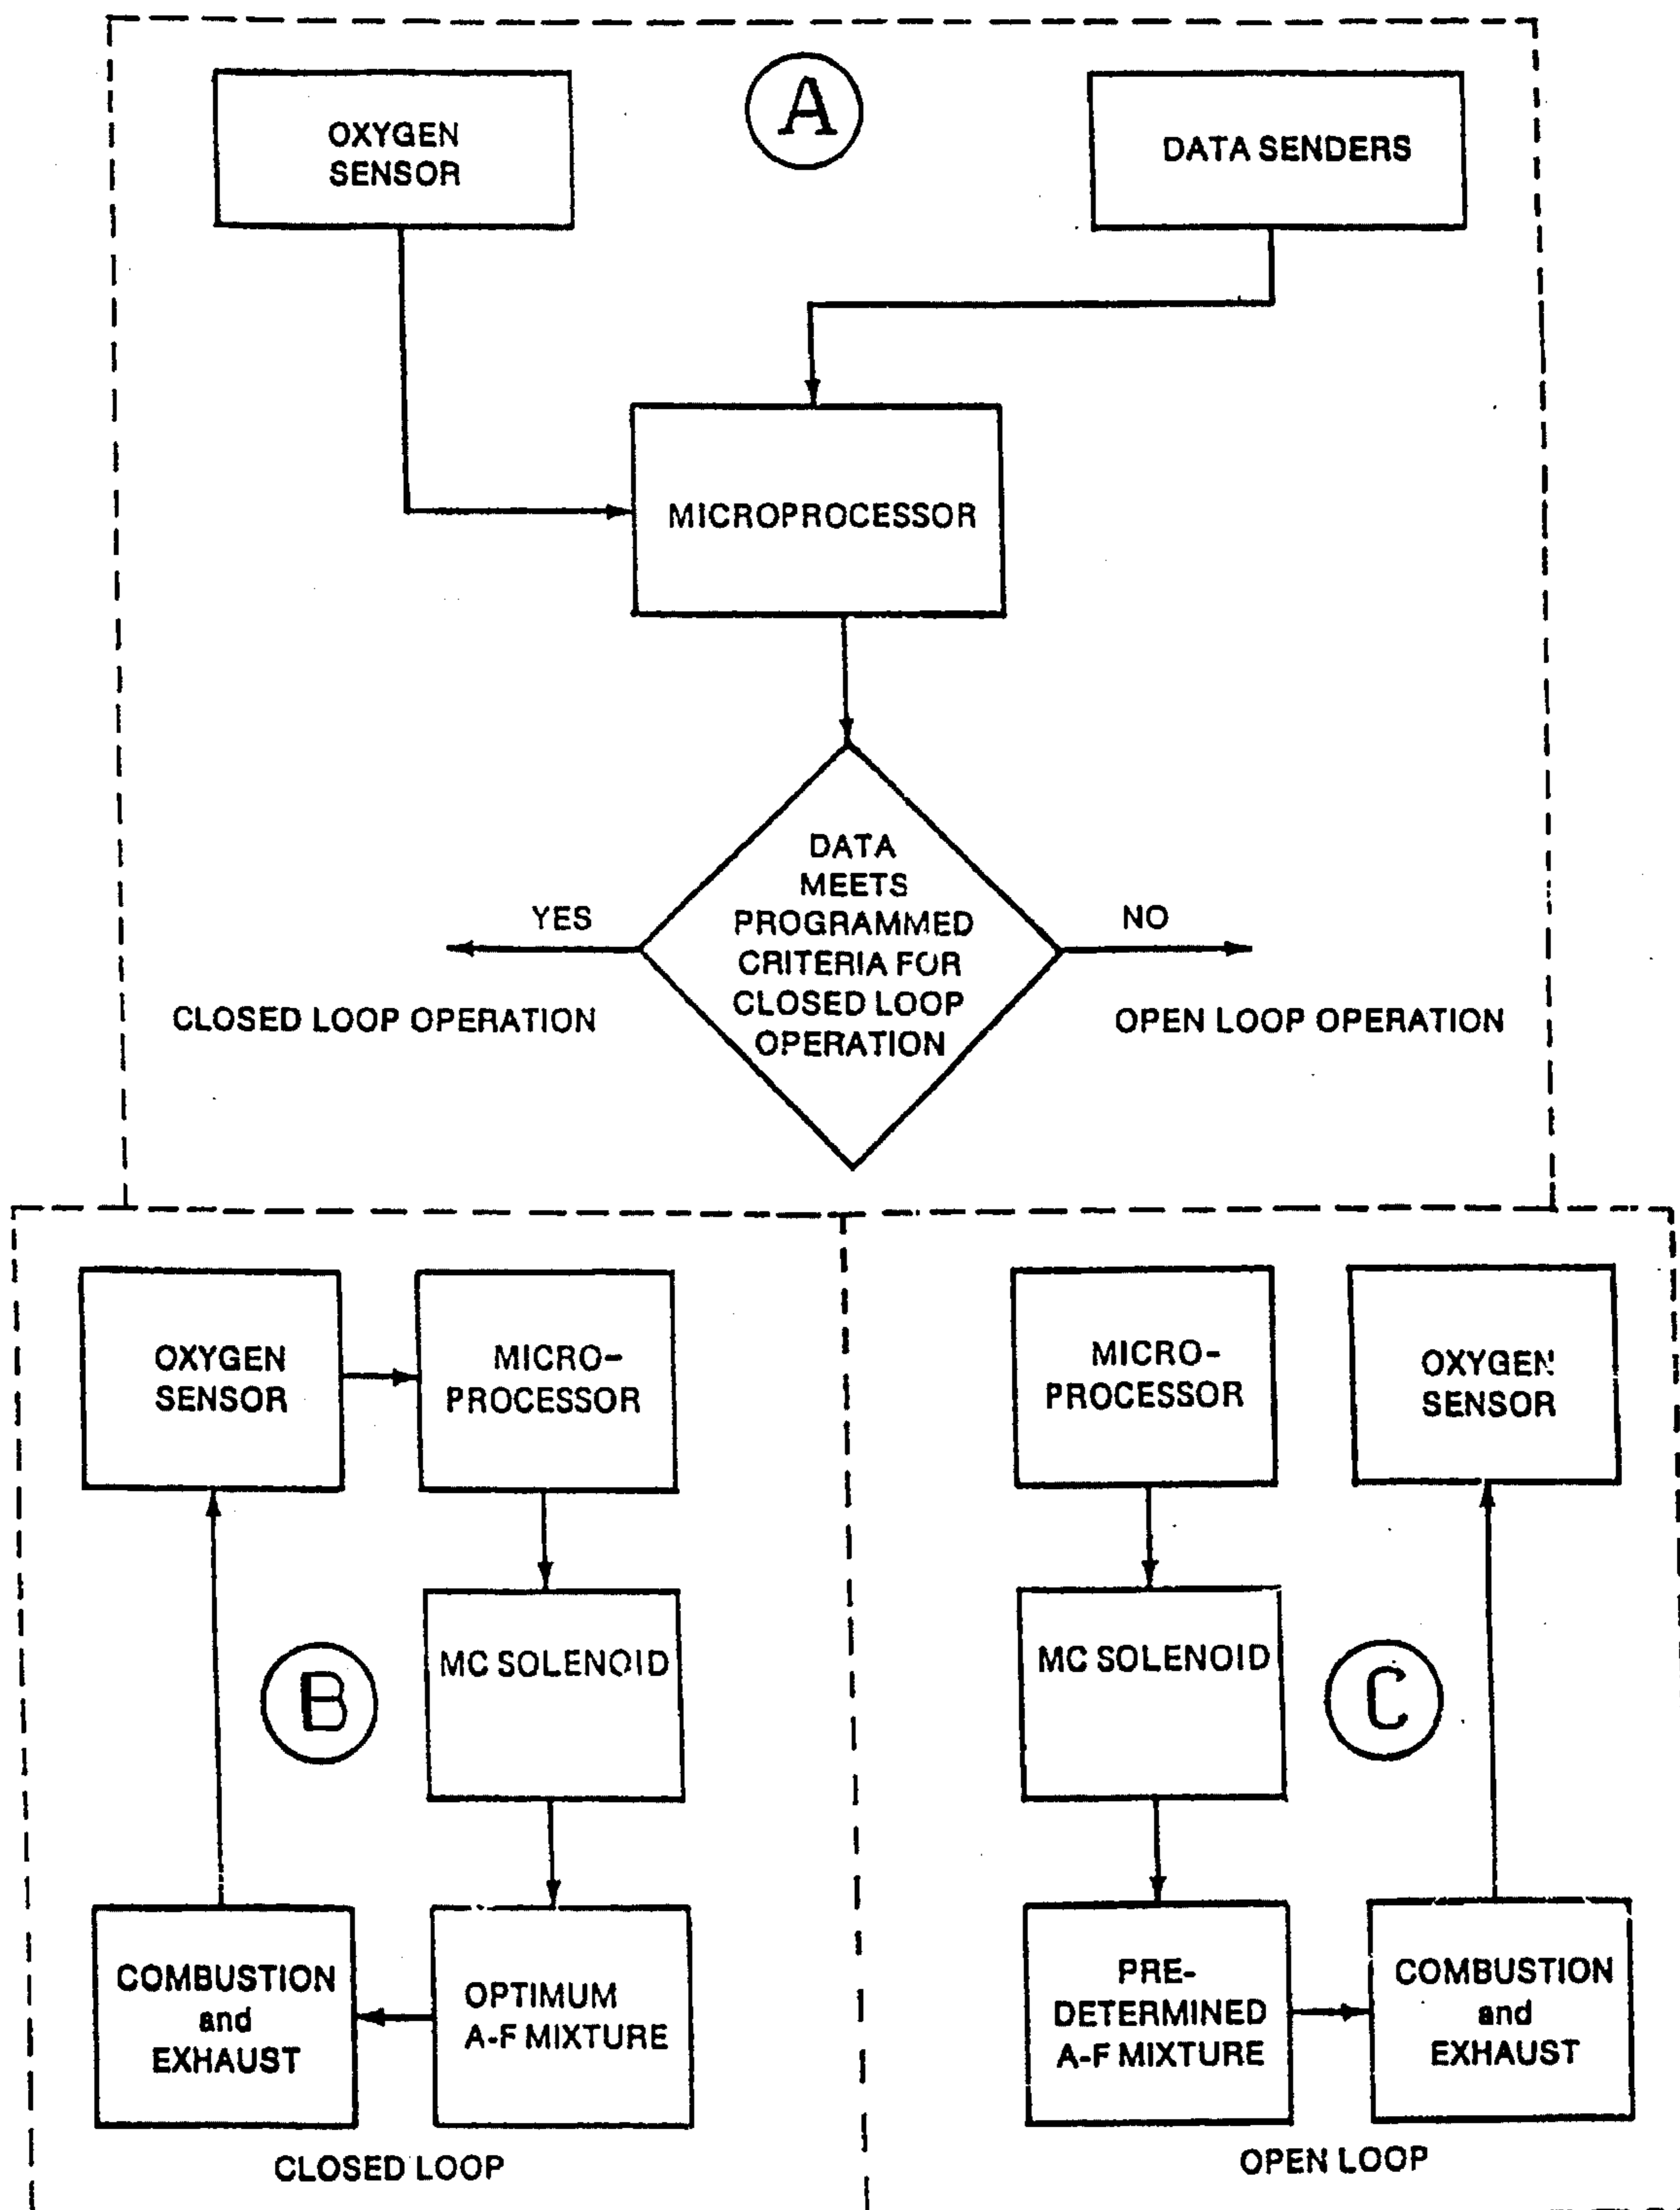 A
OXYGEN
SENSOR
DATA SENDERS
MICROPROCESSOR
DATA
MEETS
PROGRAMMED
CRITERIA FOR
CLOSED LOOP
OPERATION
YES
NO
CLOSED LOOP OPERATION
OPEN LOOP OPERATION
OXYGEN
SENSOR
MICRO-
PROCESSOR
MC SOLENOID
B
COMBUSTION
and
EXHAUST
OPTIMUM
A-F MIXTURE
CLOSED LOOP
MICRO-
PROCESSOR
OXYGEN
SENSOR
MC SOLENOID
C
PRE-
DETERMINED
A-F MIXTURE
COMBUSTION
and
EXHAUST
OPEN LOOP